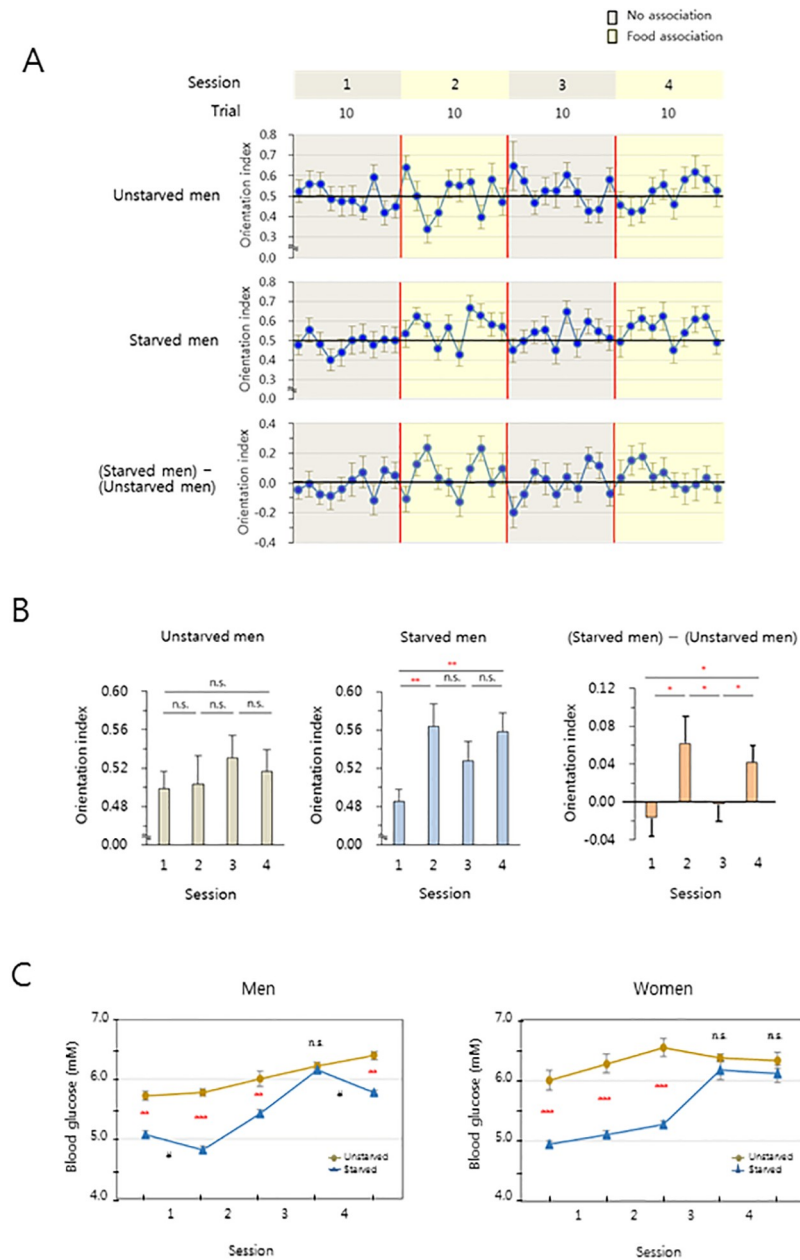 No association
Food association
A
Session 1 2 3 4
Trial 10 10 10 10
Unstarved men
Orientation index
0.8
0.7
0.6
0.5
0.4
0.3
0.0
Starved men
Orientation index
0.8
0.7
0.6
0.5
0.4
0.3
0.0
(Starved men) –
(Unstarved men)
Orientation index
0.4
0.2
0.0
-0.2
-0.4
B
Unstarved men
Orientation index
0.60
0.56
0.52
0.48
0.00
n.s.
n.s. n.s. n.s.
1 2 3 4
Session
Starved men
Orientation index
0.60
0.56
0.52
0.48
0.00
**
** n.s. n.s.
1 2 3 4
Session
(Starved men) – (Unstarved men)
Orientation index
0.12
0.08
0.04
0.00
-0.04
*
* * *
1 2 3 4
Session
C
Men
Blood glucose (mM)
7.0
6.0
5.0
4.0
n.s.
** *** ** **
Unstarved
Starved
1 2 3 4
Session
Women
Blood glucose (mM)
7.0
6.0
5.0
4.0
n.s. n.s.
*** *** ***
Unstarved
Starved
1 2 3 4
Session